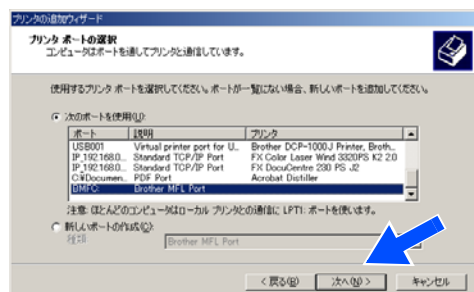 プリンタの追加ウィザード
プリンタ ポートの選択
コンピュータはポートを通してプリンタと通信しています。
使用するプリンタ ポートを選択してください。ポートが一覧にない場合、新しいポートを追加してください。
次のポートを使用(U):
ポート 説明 プリンタ
USB001 Virtual printer port for U... Brother DCP-1000J Printer, Broth...
IP_192.168.0... Standard TCP/IP Port FX Color Laser Wind 3320PS K2 2.0
IP_192.168.0... Standard TCP/IP Port FX DocuCentre 230 PS J2
C:¥Documen... PDF Port Acrobat Distiller
BMFC: Brother MFL Port
注意: ほとんどのコンピュータはローカル プリンタとの通信に LPT1: ポートを使います。
新しいポートの作成(C):
種類 Brother MFL Port
< 戻る(B) 次へ(N) > キャンセル